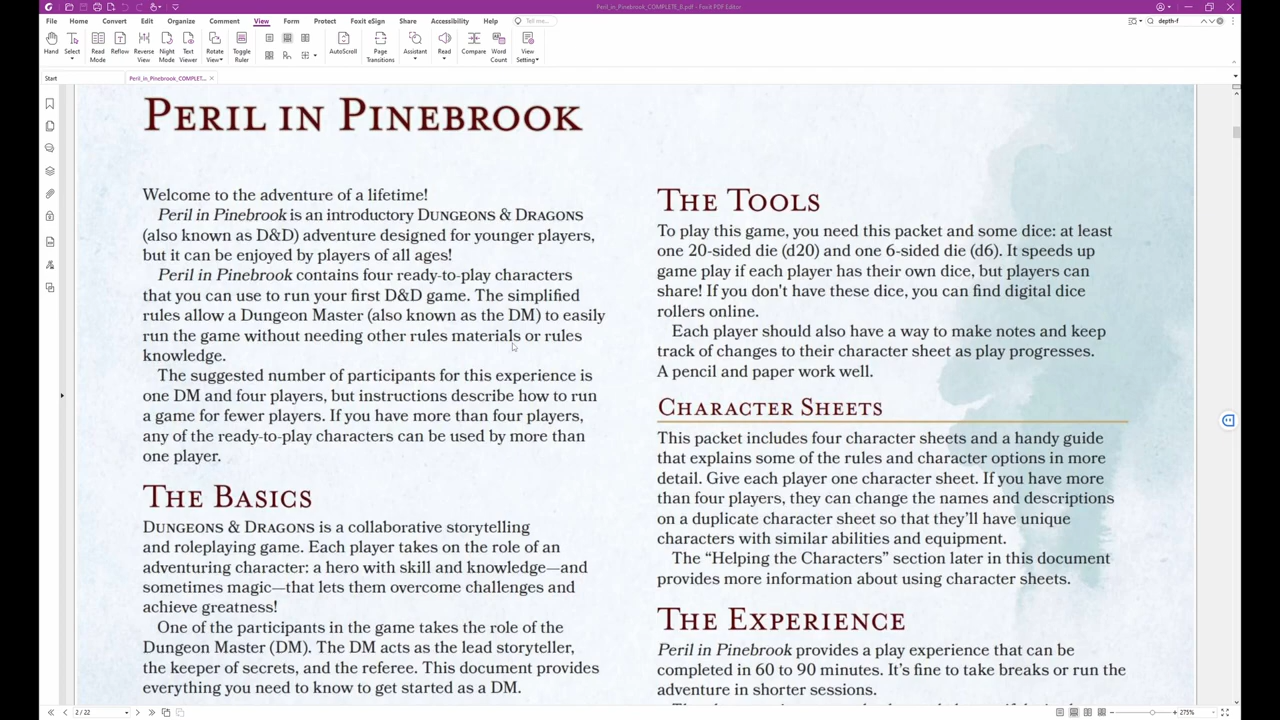 Peril_in_Pinebrook_COMPLETE_B.pdf - Foxit PDF Editor
File Home Convert Edit Organize Comment View Form Protect Foxit eSign Share Accessibility Help Tell me... depth-f
Hand Select Read Mode Reflow Reverse View Night Mode Text Viewer Rotate View Toggle Ruler AutoScroll Page Transitions Assistant Read Compare Word Count View Setting
Start Peril_in_Pinebrook_COMPLET...
PERIL IN PINEBROOK
Welcome to the adventure of a lifetime!
Peril in Pinebrook is an introductory DUNGEONS & DRAGONS
(also known as D&D) adventure designed for younger players,
but it can be enjoyed by players of all ages!
Peril in Pinebrook contains four ready-to-play characters
that you can use to run your first D&D game. The simplified
rules allow a Dungeon Master (also known as the DM) to easily
run the game without needing other rules materials or rules
knowledge.
The suggested number of participants for this experience is
one DM and four players, but instructions describe how to run
a game for fewer players. If you have more than four players,
any of the ready-to-play characters can be used by more than
one player.
THE BASICS
DUNGEONS & DRAGONS is a collaborative storytelling
and roleplaying game. Each player takes on the role of an
adventuring character: a hero with skill and knowledge—and
sometimes magic—that lets them overcome challenges and
achieve greatness!
One of the participants in the game takes the role of the
Dungeon Master (DM). The DM acts as the lead storyteller,
the keeper of secrets, and the referee. This document provides
everything you need to know to get started as a DM.
THE TOOLS
To play this game, you need this packet and some dice: at least
one 20-sided die (d20) and one 6-sided die (d6). It speeds up
game play if each player has their own dice, but players can
share! If you don't have these dice, you can find digital dice
rollers online.
Each player should also have a way to make notes and keep
track of changes to their character sheet as play progresses.
A pencil and paper work well.
CHARACTER SHEETS
This packet includes four character sheets and a handy guide
that explains some of the rules and character options in more
detail. Give each player one character sheet. If you have more
than four players, they can change the names and descriptions
on a duplicate character sheet so that they'll have unique
characters with similar abilities and equipment.
The “Helping the Characters” section later in this document
provides more information about using character sheets.
THE EXPERIENCE
Peril in Pinebrook provides a play experience that can be
completed in 60 to 90 minutes. It's fine to take breaks or run the
adventure in shorter sessions.
2 / 22
275%